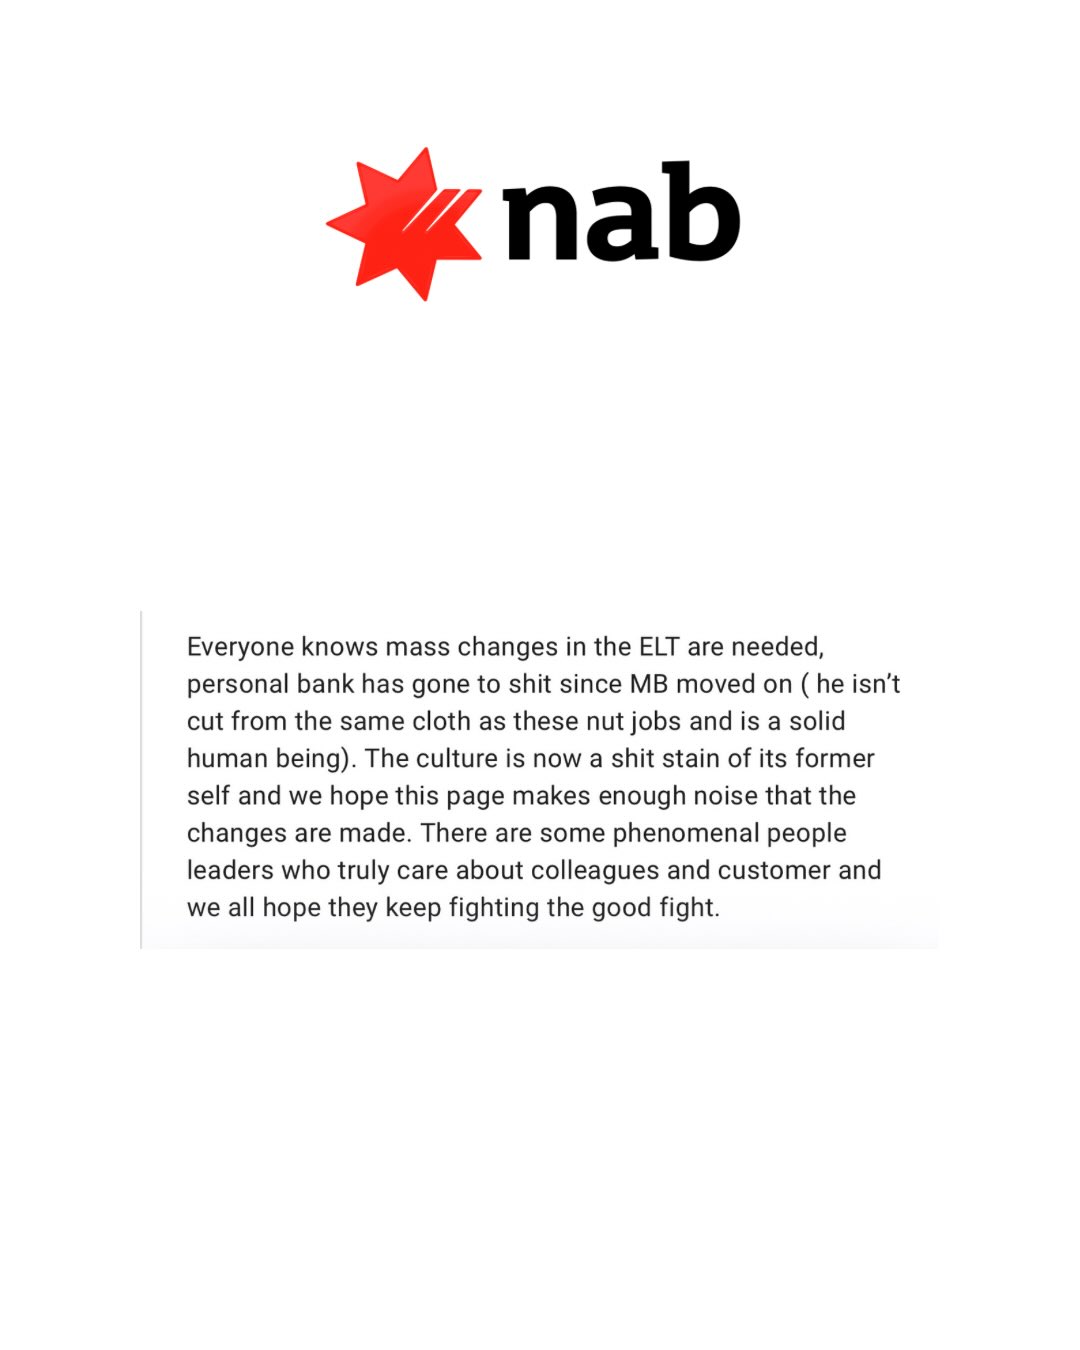 nab
Everyone knows mass changes in the ELT are needed,
personal bank has gone to shit since MB moved on ( he isn’t
cut from the same cloth as these nut jobs and is a solid
human being). The culture is now a shit stain of its former
self and we hope this page makes enough noise that the
changes are made. There are some phenomenal people
leaders who truly care about colleagues and customer and
we all hope they keep fighting the good fight.